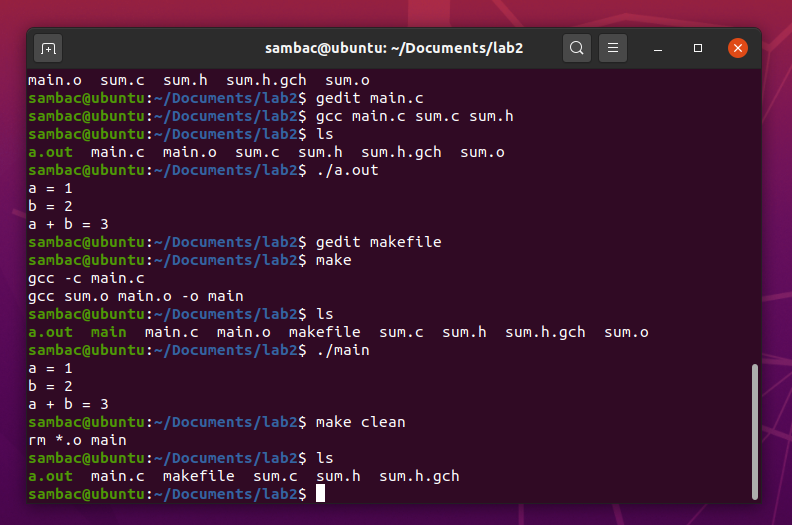 sambac@ubuntu: ~/Documents/lab2
main.o  sum.c  sum.h  sum.h.gch  sum.o
sambac@ubuntu:~/Documents/lab2$ gedit main.c
sambac@ubuntu:~/Documents/lab2$ gcc main.c sum.c sum.h
sambac@ubuntu:~/Documents/lab2$ ls
a.out  main.c  main.o  sum.c  sum.h  sum.h.gch  sum.o
sambac@ubuntu:~/Documents/lab2$ ./a.out
a = 1
b = 2
a + b = 3
sambac@ubuntu:~/Documents/lab2$ gedit makefile
sambac@ubuntu:~/Documents/lab2$ make
gcc -c main.c
gcc sum.o main.o -o main
sambac@ubuntu:~/Documents/lab2$ ls
a.out  main  main.c  main.o  makefile  sum.c  sum.h  sum.h.gch  sum.o
sambac@ubuntu:~/Documents/lab2$ ./main
a = 1
b = 2
a + b = 3
sambac@ubuntu:~/Documents/lab2$ make clean
rm *.o main
sambac@ubuntu:~/Documents/lab2$ ls
a.out  main.c  makefile  sum.c  sum.h  sum.h.gch
sambac@ubuntu:~/Documents/lab2$